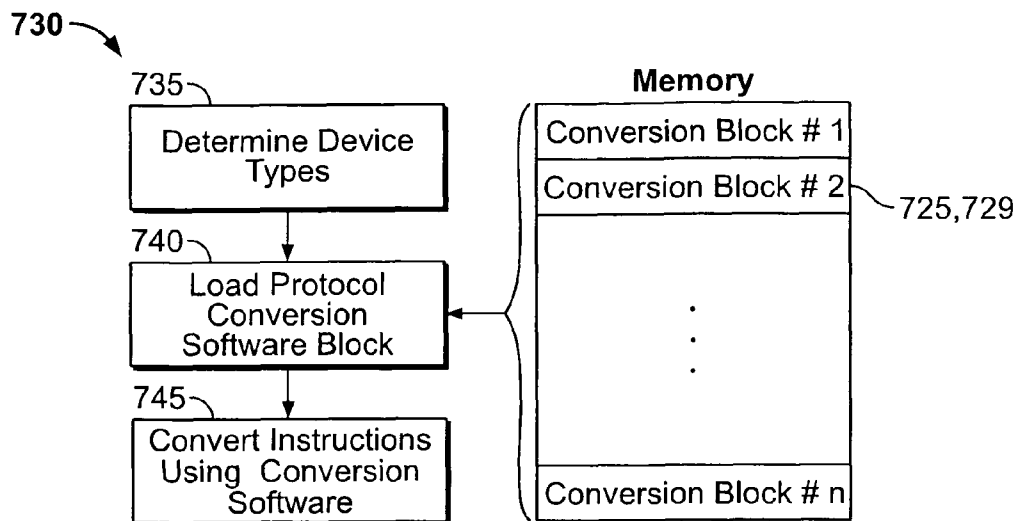 730
735
Determine Device
Types
740
Load Protocol
Conversion
Software Block
745
Convert Instructions
Using Conversion
Software
Memory
Conversion Block # 1
Conversion Block # 2
725,729
Conversion Block # n